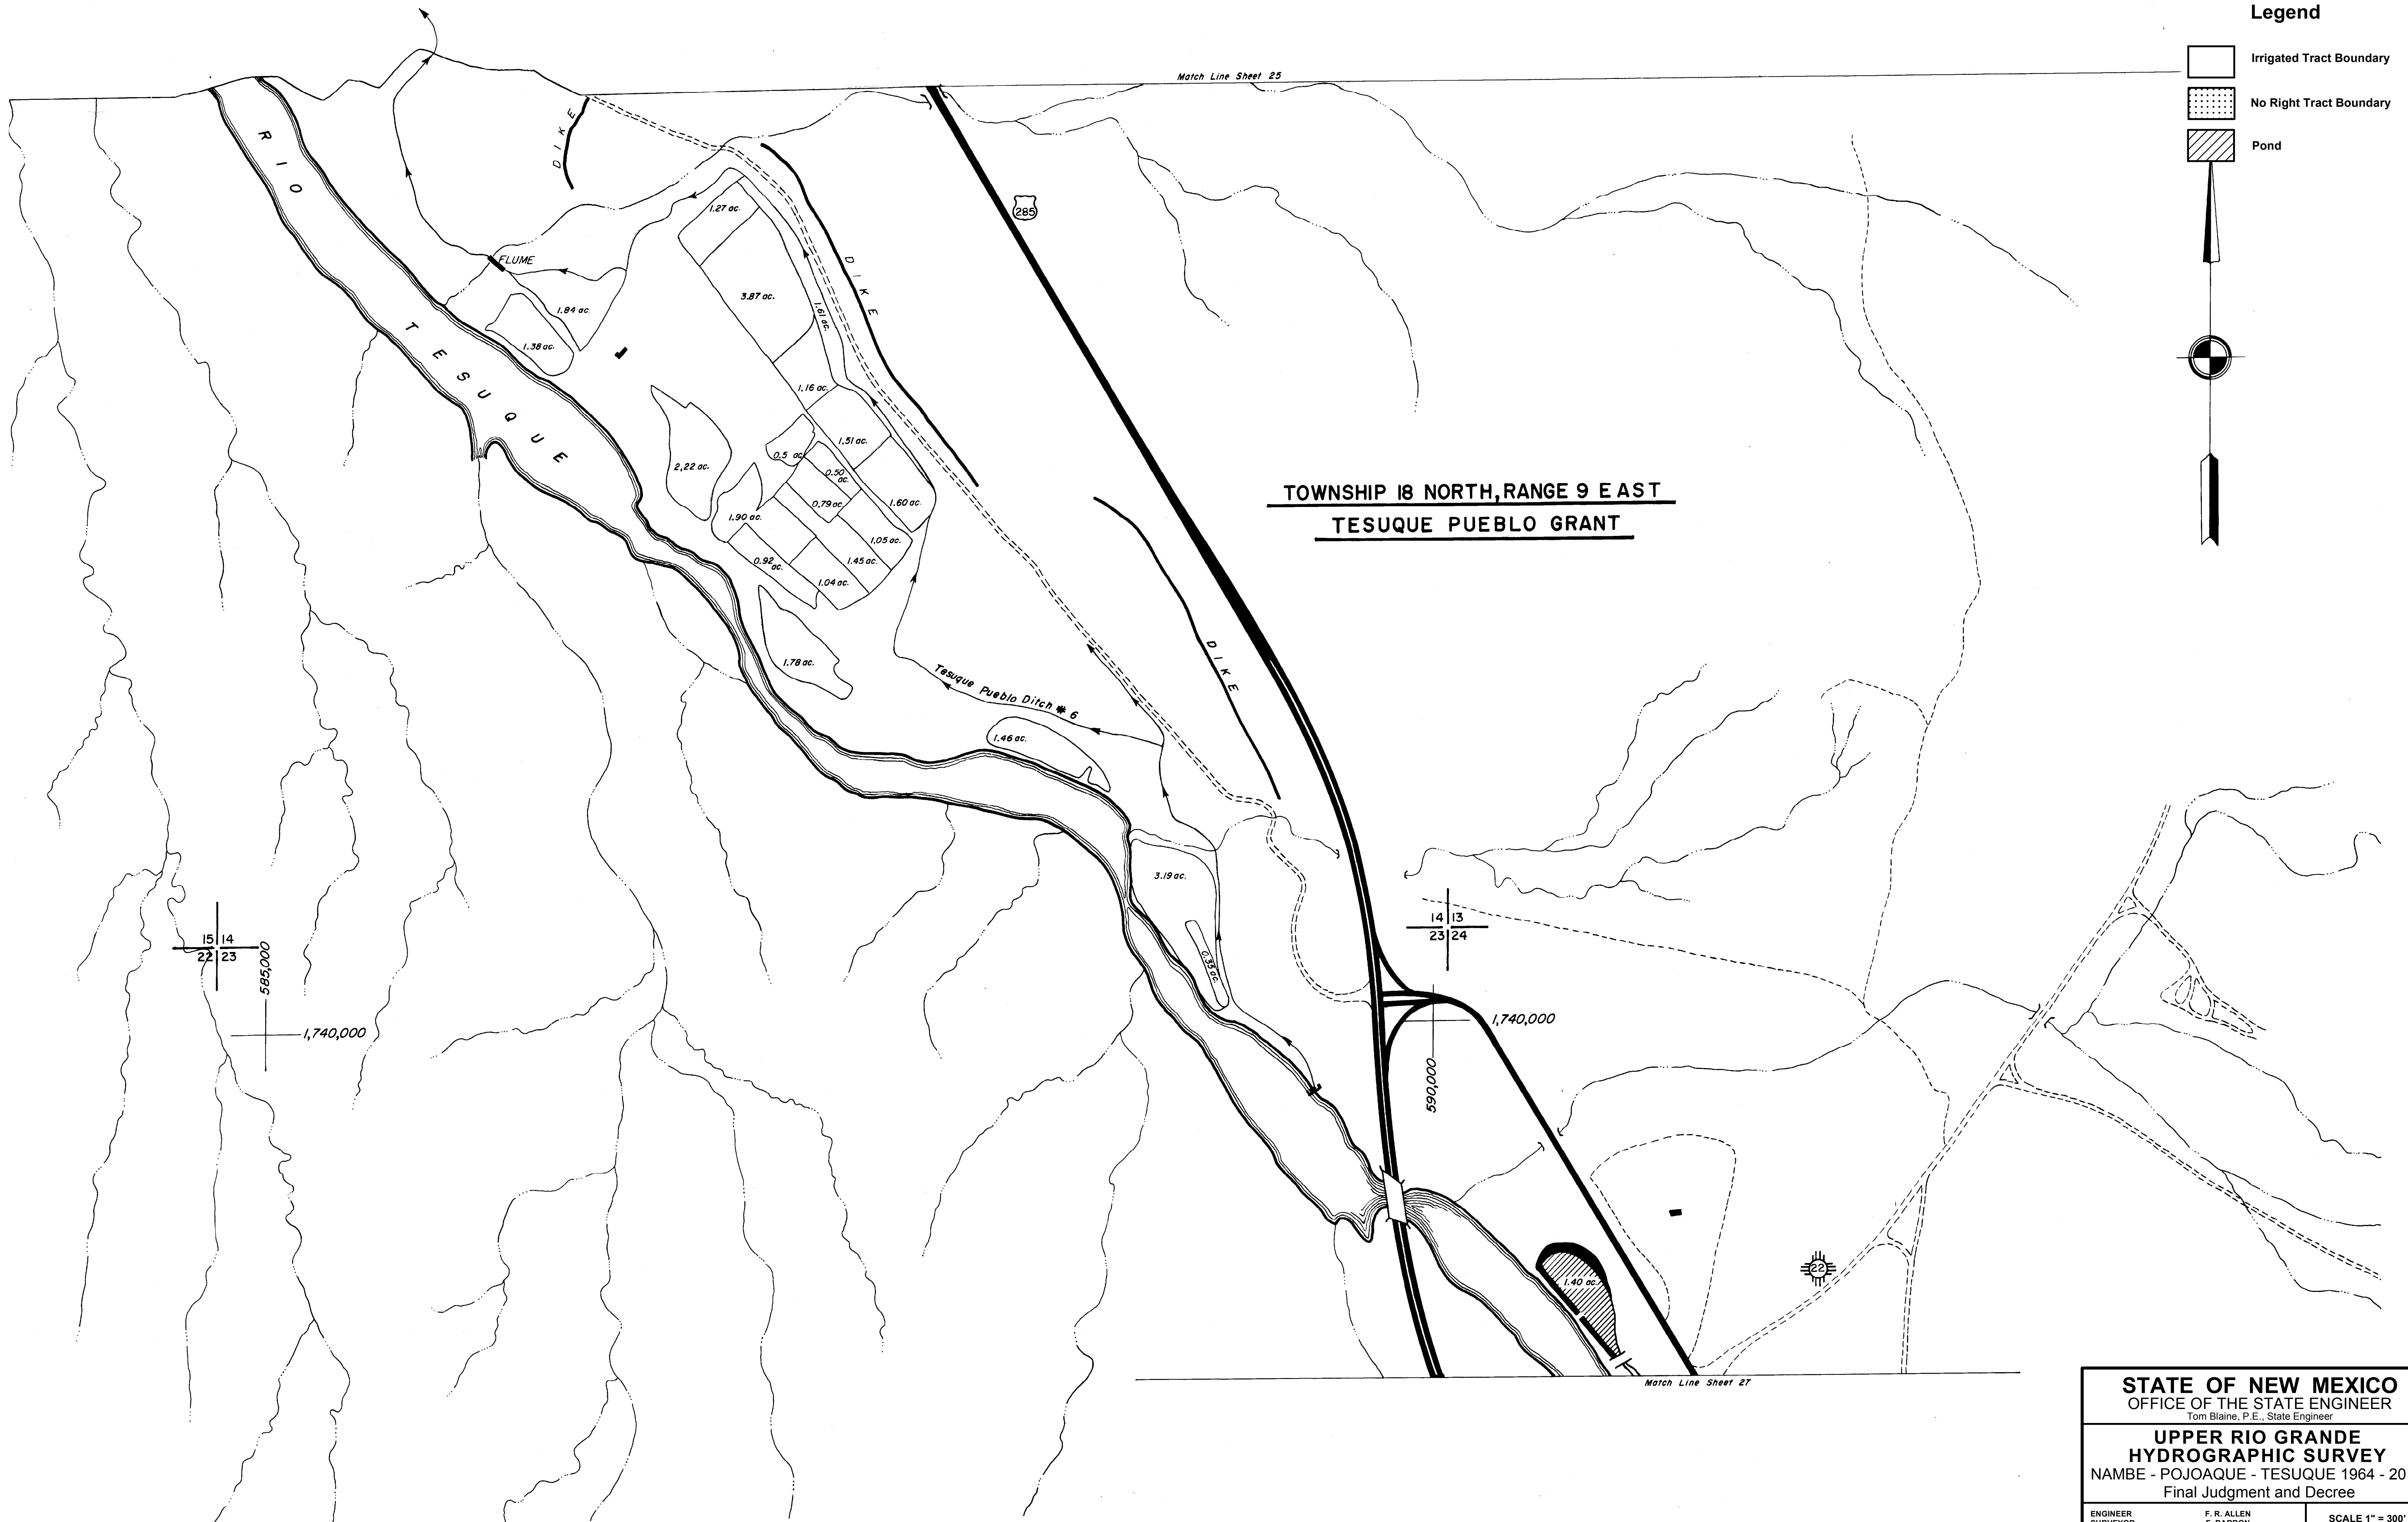 Legend
Irrigated Tract Boundary
No Right Tract Boundary
Pond
Match Line Sheet 25
RIO TESUQUE
DIKE
285
FLUME
1.27 ac.
DIKE
3.87 ac.
1.61 ac.
1.84 ac.
1.38 ac.
1.16 ac.
1.51 ac.
0.5 ac
2.22 ac.
0.50 ac.
0.79 ac.
1.60 ac.
1.90 ac.
1.05 ac.
0.92 ac.
1.45 ac.
1.04 ac.
TOWNSHIP 18 NORTH, RANGE 9 EAST
TESUQUE PUEBLO GRANT
1.78 ac.
DIKE
Tesuque Pueblo Ditch # 6
1.46 ac.
3.19 ac.
0.35 ac.
15 14
22 23
585,000
1,740,000
14 13
23 24
1,740,000
590,000
22
1.40 ac.
Match Line Sheet 27
STATE OF NEW MEXICO
OFFICE OF THE STATE ENGINEER
Tom Blaine, P.E., State Engineer
UPPER RIO GRANDE
HYDROGRAPHIC SURVEY
NAMBE - POJOAQUE - TESUQUE 1964 - 20
Final Judgment and Decree
ENGINEER F. R. ALLEN
SCALE 1" = 300'